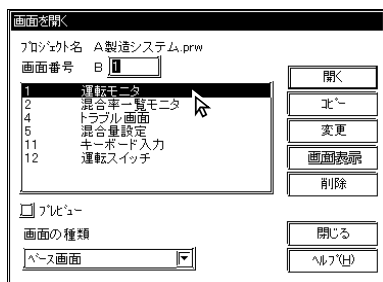 画面を開く
プロジェクト名 A製造システム.prw
画面番号 B 1
1 運転モニタ
2 混合率一覧モニタ
4 トラブル画面
5 混合量設定
11 キーボード入力
12 運転スイッチ
プレビュー
画面の種類
ベース画面
開く
コピー
変更
画面表示
削除
閉じる
ヘルプ(H)